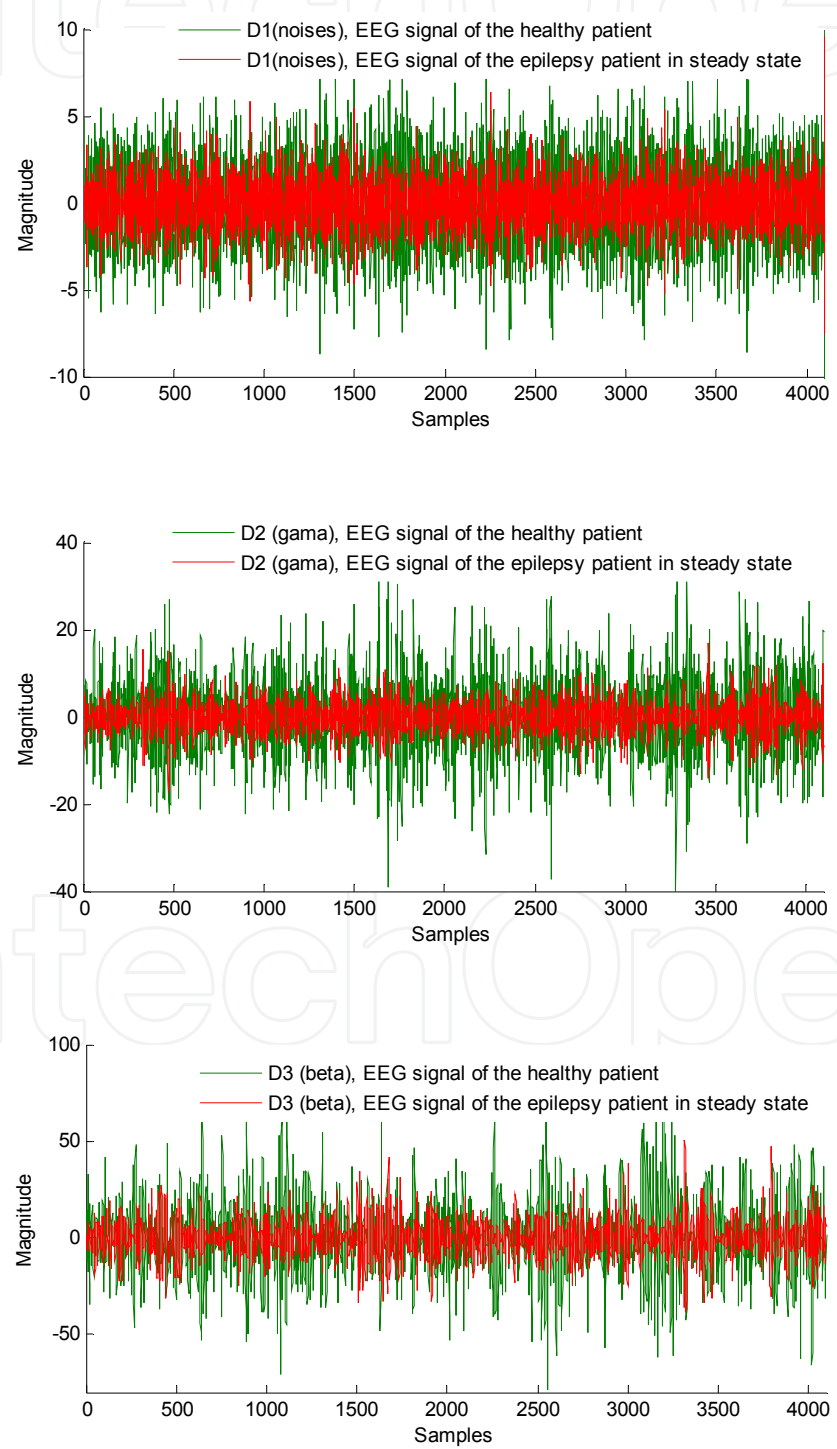 D1(noises), EEG signal of the healthy patient
D1(noises), EEG signal of the epilepsy patient in steady state
10
5
0
-5
-10
Magnitude
0 500 1000 1500 2000 2500 3000 3500 4000
Samples
D2 (gama), EEG signal of the healthy patient
D2 (gama), EEG signal of the epilepsy patient in steady state
40
20
0
-20
-40
Magnitude
0 500 1000 1500 2000 2500 3000 3500 4000
Samples
ntechOpe
D3 (beta), EEG signal of the healthy patient
D3 (beta), EEG signal of the epilepsy patient in steady state
100
50
0
-50
Magnitude
0 500 1000 1500 2000 2500 3000 3500 4000
Samples